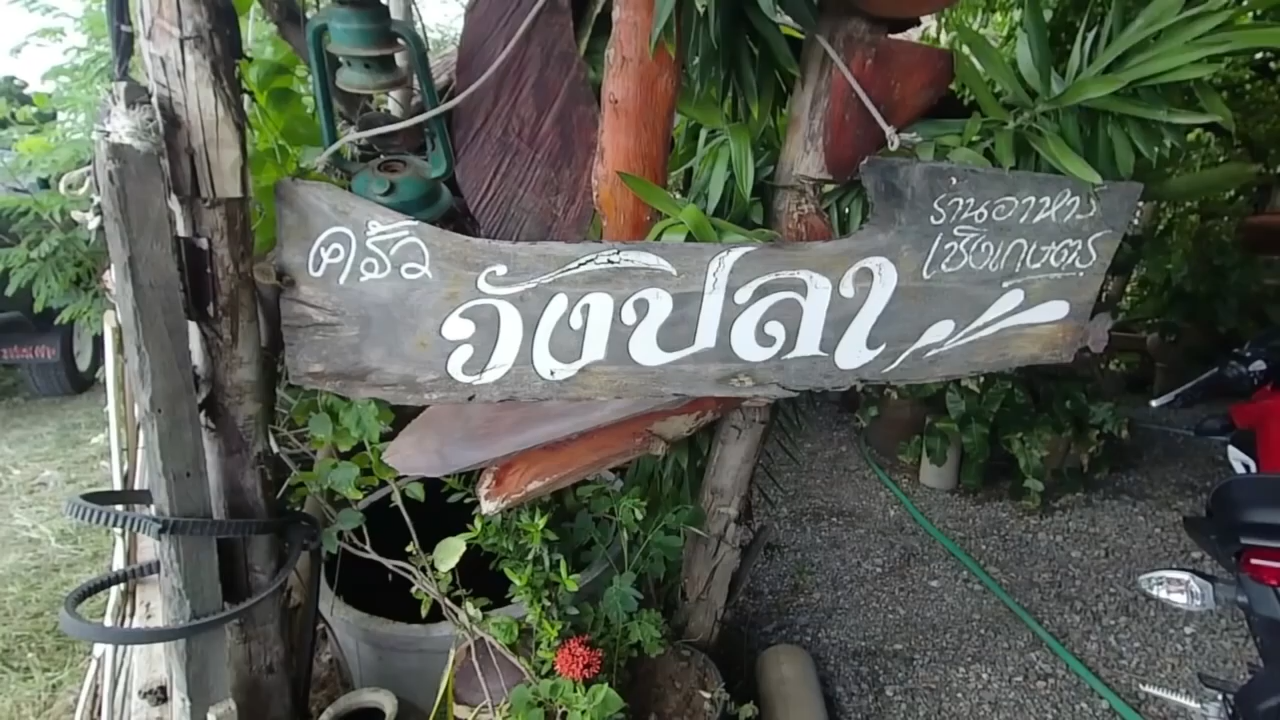 ครัว
วังปลา
ร้านอาหาร
เชิงเกษตร